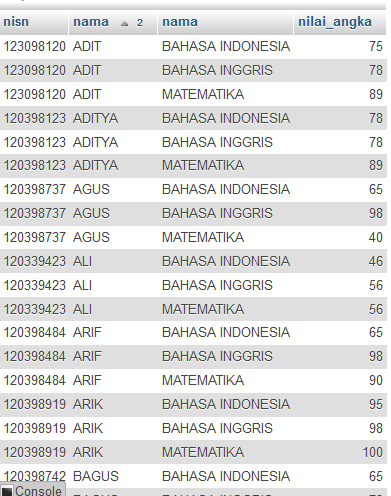 nisn nama 2 nama nilai_angka
123098120 ADIT BAHASA INDONESIA 75
123098120 ADIT BAHASA INGGRIS 78
123098120 ADIT MATEMATIKA 89
120398123 ADITYA BAHASA INDONESIA 78
120398123 ADITYA BAHASA INGGRIS 78
120398123 ADITYA MATEMATIKA 89
120398737 AGUS BAHASA INDONESIA 65
120398737 AGUS BAHASA INGGRIS 98
120398737 AGUS MATEMATIKA 40
120339423 ALI BAHASA INDONESIA 46
120339423 ALI BAHASA INGGRIS 56
120339423 ALI MATEMATIKA 56
120398484 ARIF BAHASA INDONESIA 65
120398484 ARIF BAHASA INGGRIS 98
120398484 ARIF MATEMATIKA 90
120398919 ARIK BAHASA INDONESIA 95
120398919 ARIK BAHASA INGGRIS 98
120398919 ARIK MATEMATIKA 100
120398742 BAGUS BAHASA INDONESIA 65
Console